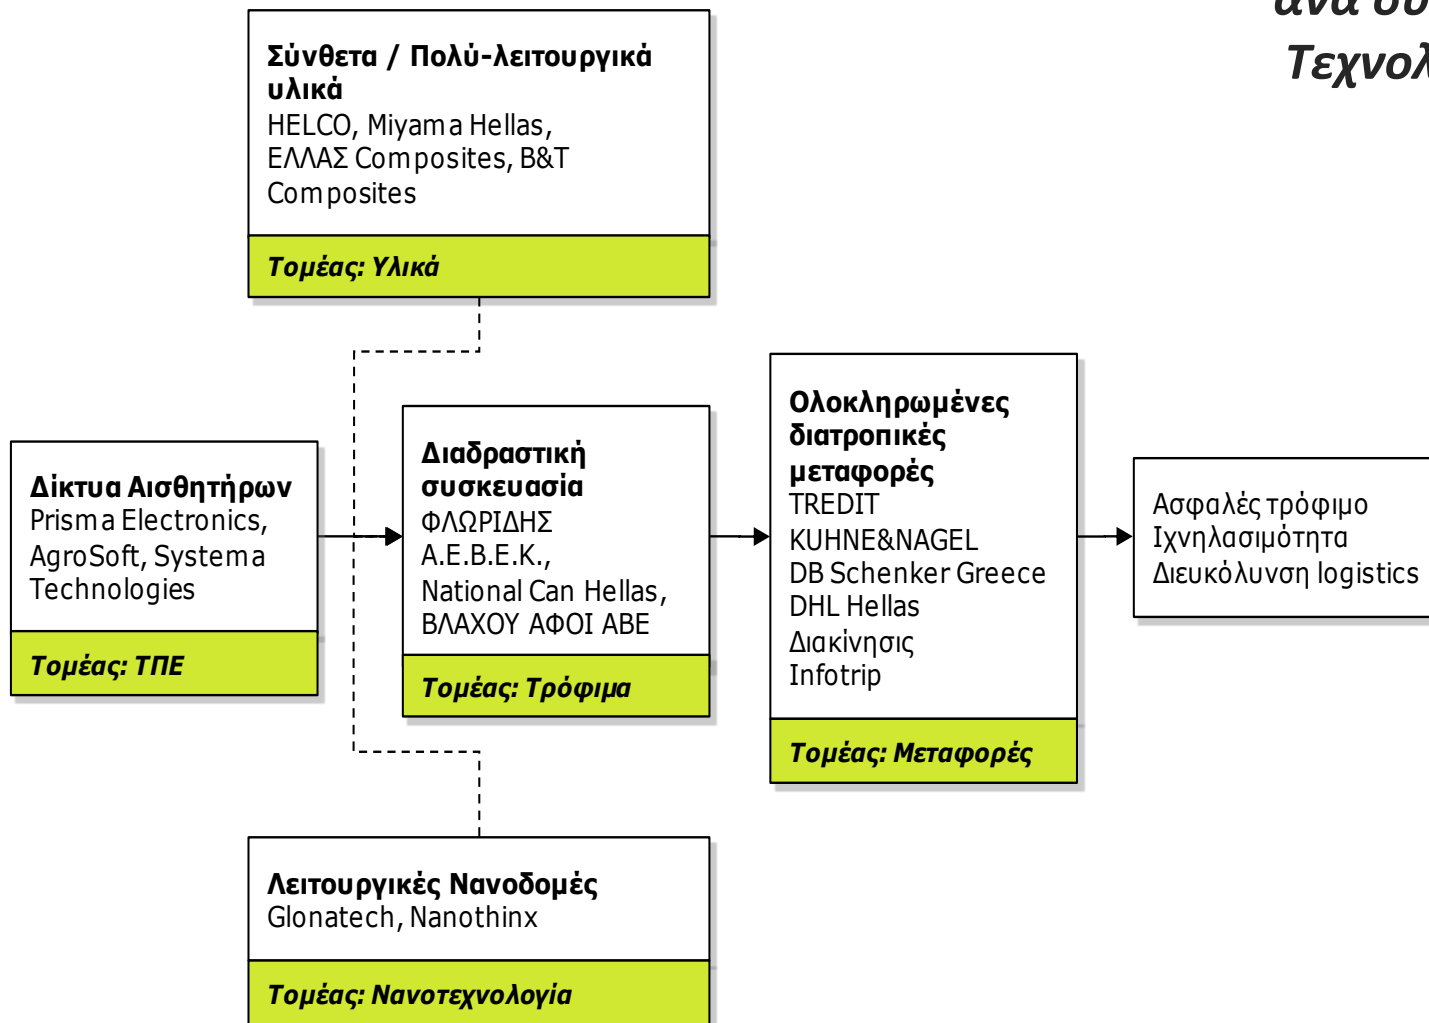 ανά συ
Τεχνολ
Σύνθετα / Πολύ-λειτουργικά
υλικά
HELCO, Miyama Hellas,
ΕΛΛΑΣ Composites, B&T
Composites
Τομέας: Υλικά
Δίκτυα Αισθητήρων
Prisma Electronics,
AgroSoft, Systema
Technologies
Τομέας: ΤΠΕ
Διαδραστική
συσκευασία
ΦΛΩΡΙΔΗΣ
Α.Ε.Β.Ε.Κ.,
National Can Hellas,
ΒΛΑΧΟΥ ΑΦΟΙ ΑΒΕ
Τομέας: Τρόφιμα
Ολοκληρωμένες
διατροπικές
μεταφορές
TREDIT
KUHNE&NAGEL
DB Schenker Greece
DHL Hellas
Διακίνησις
Infotrip
Τομέας: Μεταφορές
Ασφαλές τρόφιμο
Ιχνηλασιμότητα
Διευκόλυνση logistics
Λειτουργικές Νανοδομές
Glonatech, Nanothinx
Τομέας: Νανοτεχνολογία